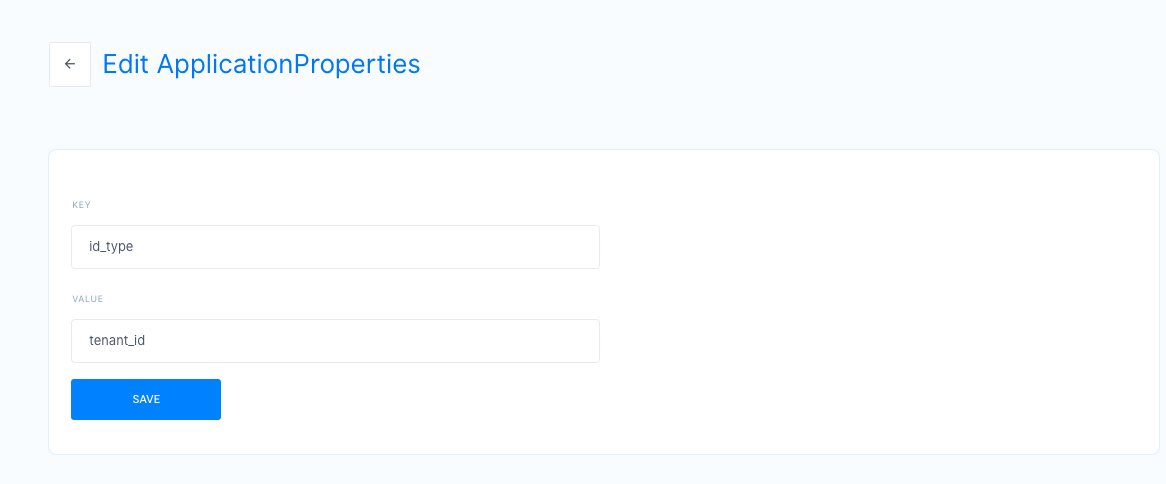 Edit ApplicationProperties
KEY
id_type
VALUE
tenant_id
SAVE